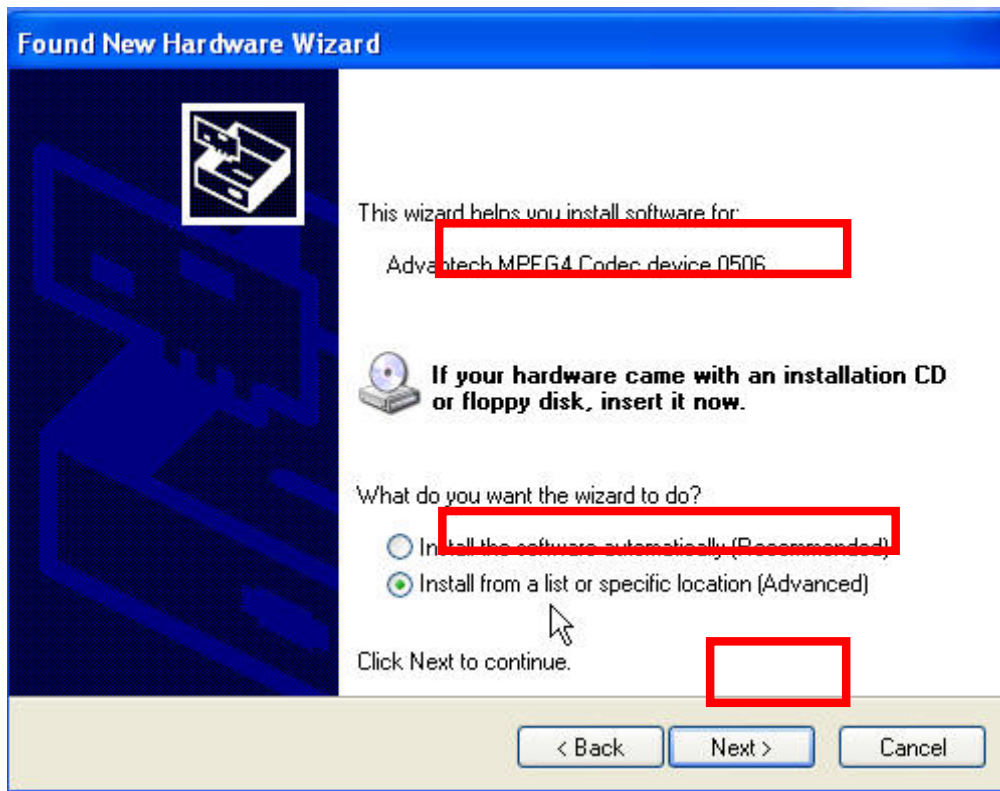 Found New Hardware Wizard
This wizard helps you install software for:
Advantech MPEG4 Codec device 0506
If your hardware came with an installation CD
or floppy disk, insert it now.
What do you want the wizard to do?
Install the software automatically (Recommended)
Install from a list or specific location (Advanced)
Click Next to continue.
< Back
Next >
Cancel